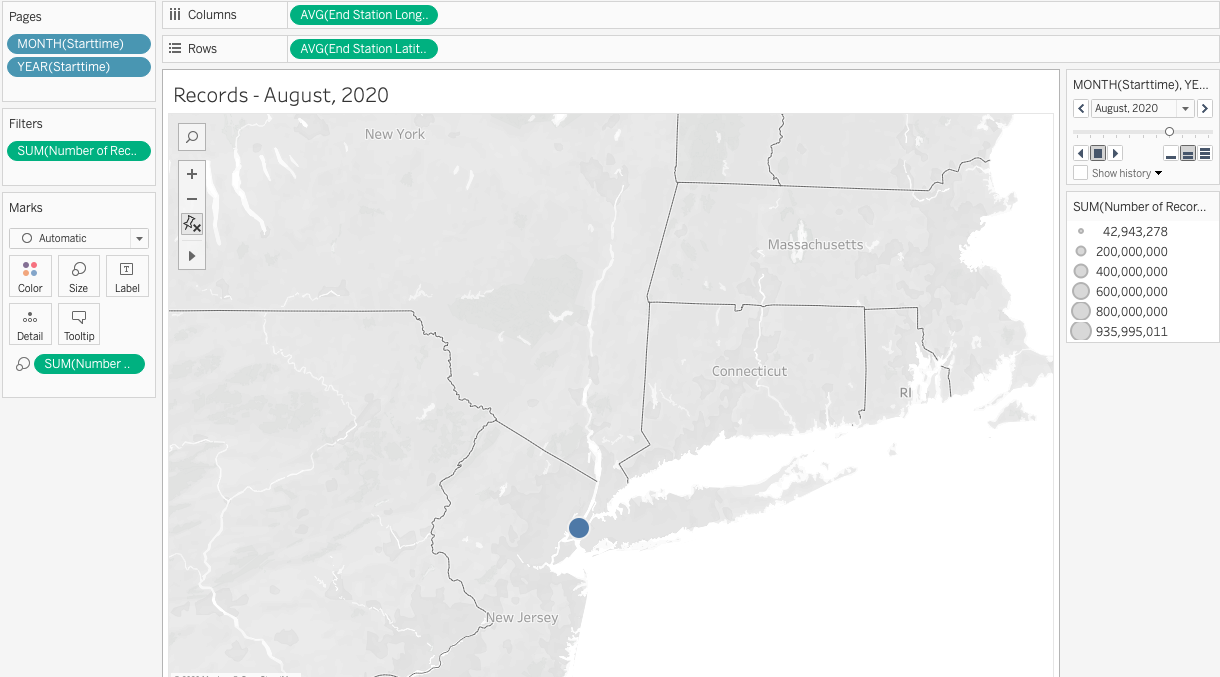 Pages
MONTH(Starttime)
YEAR(Starttime)
Filters
SUM(Number of Rec..
Marks
Automatic
Color
Size
Label
Detail
Tooltip
SUM(Number ..
Columns
AVG(End Station Long..
Rows
AVG(End Station Latit..
Records - August, 2020
New York
Massachusetts
Connecticut
RI
New Jersey
MONTH(Starttime), YE...
August, 2020
Show history
SUM(Number of Recor...
42,943,278
200,000,000
400,000,000
600,000,000
800,000,000
935,995,011